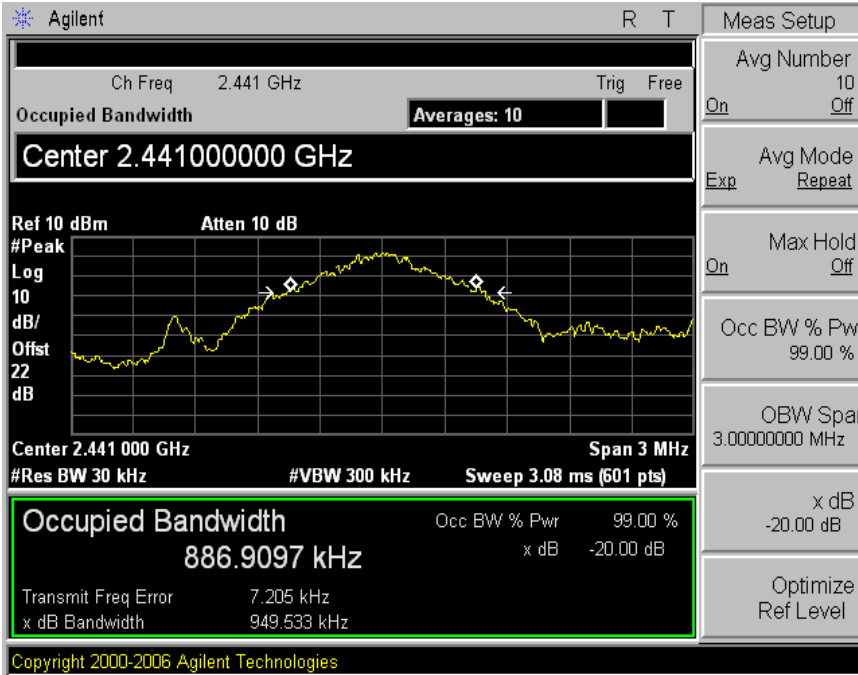 Agilent R T Meas Setup
Ch Freq 2.441 GHz Trig Free
Occupied Bandwidth Averages: 10
Center 2.441000000 GHz
Ref 10 dBm Atten 10 dB
#Peak
Log
10
dB/
Offst
22
dB
Center 2.441 000 GHz Span 3 MHz
#Res BW 30 kHz #VBW 300 kHz Sweep 3.08 ms (601 pts)
Occupied Bandwidth Occ BW % Pwr 99.00 %
886.9097 kHz x dB -20.00 dB
Transmit Freq Error 7.205 kHz
x dB Bandwidth 949.533 kHz
Copyright 2000-2006 Agilent Technologies
Avg Number
10
On Off
Avg Mode
Exp Repeat
Max Hold
On Off
Occ BW % Pwr
99.00 %
OBW Spa
3.00000000 MHz
x dB
-20.00 dB
Optimize
Ref Level